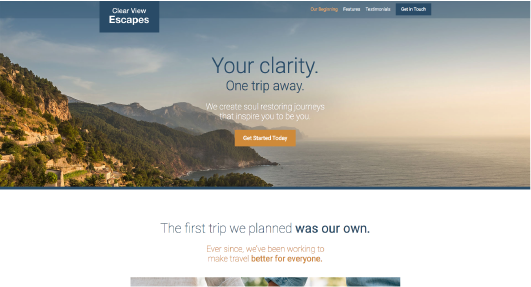 Clear View
Escapes
Our Beginning Features Testimonials Get in Touch
Your clarity.
One trip away.
We create soul restoring journeys
that inspire you to be you.
Get Started Today
The first trip we planned was our own.
Ever since, we've been working to
make travel better for everyone.